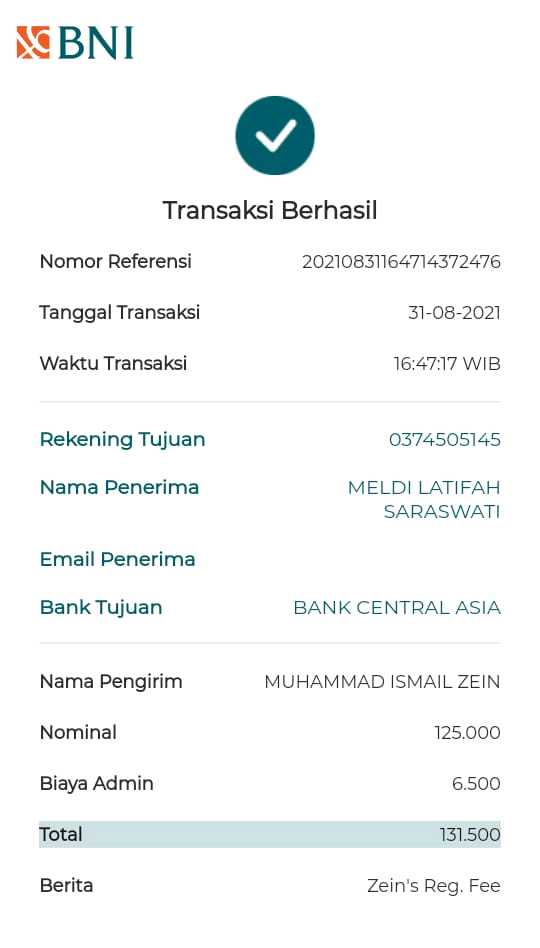 BNI
Transaksi Berhasil
Nomor Referensi 20210831164714372476
Tanggal Transaksi 31-08-2021
Waktu Transaksi 16:47:17 WIB
Rekening Tujuan 0374505145
Nama Penerima MELDI LATIFAH
SARASWATI
Email Penerima
Bank Tujuan BANK CENTRAL ASIA
Nama Pengirim MUHAMMAD ISMAIL ZEIN
Nominal 125.000
Biaya Admin 6.500
Total 131.500
Berita Zein's Reg. Fee